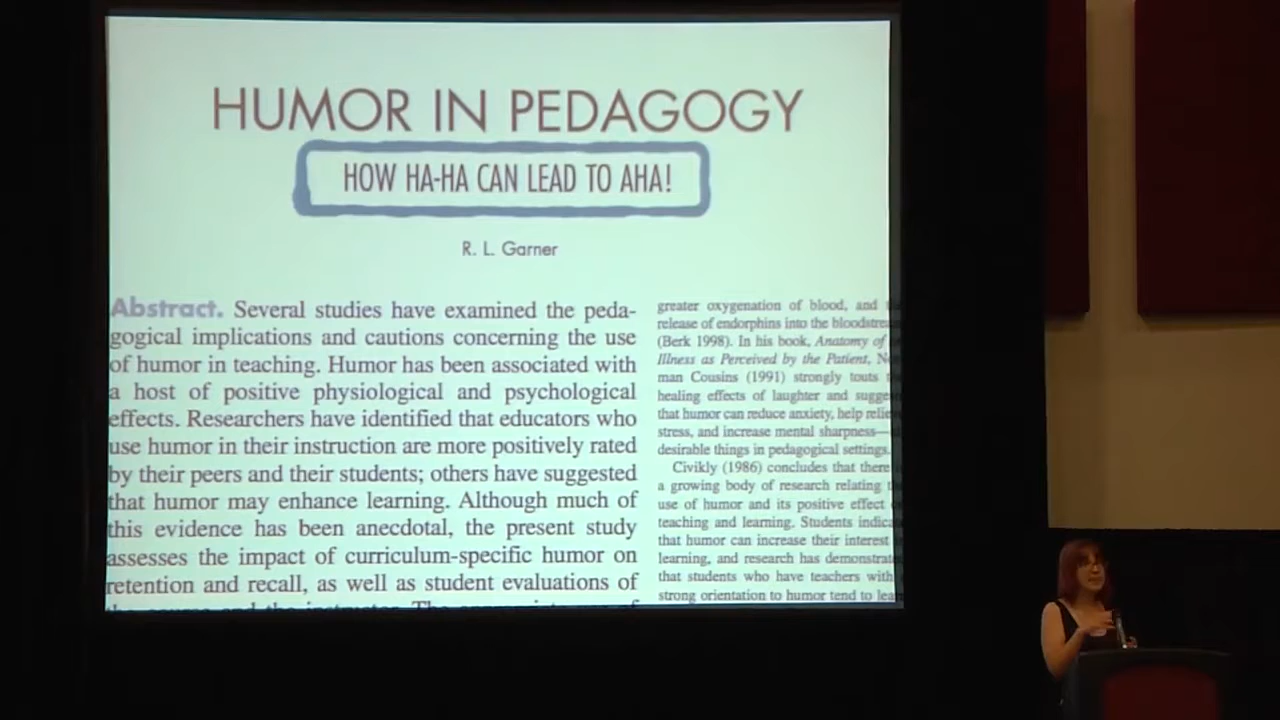 HUMOR IN PEDAGOGY
HOW HA-HA CAN LEAD TO AHA!
R. L. Garner
Abstract. Several studies have examined the peda-
gogical implications and cautions concerning the use
of humor in teaching. Humor has been associated with
a host of positive physiological and psychological
effects. Researchers have identified that educators who
use humor in their instruction are more positively rated
by their peers and their students; others have suggested
that humor may enhance learning. Although much of
this evidence has been anecdotal, the present study
assesses the impact of curriculum-specific humor on
retention and recall, as well as student evaluations of
greater oxygenation of blood, and
release of endorphins into the
(Berk 1998). In his book, Anatomy of
Illness as Perceived by the Patient,
man Cousins (1991) strongly touts
healing effects of laughter and
that humor can reduce anxiety, help
stress, and increase mental sharpness—
desirable things in pedagogical settings.
Civikly (1986) concludes that there
a growing body of research relating
use of humor and its positive effect
teaching and learning. Students
that humor can increase their interest
learning, and research has
that students who have teachers with
strong orientation to humor tend to